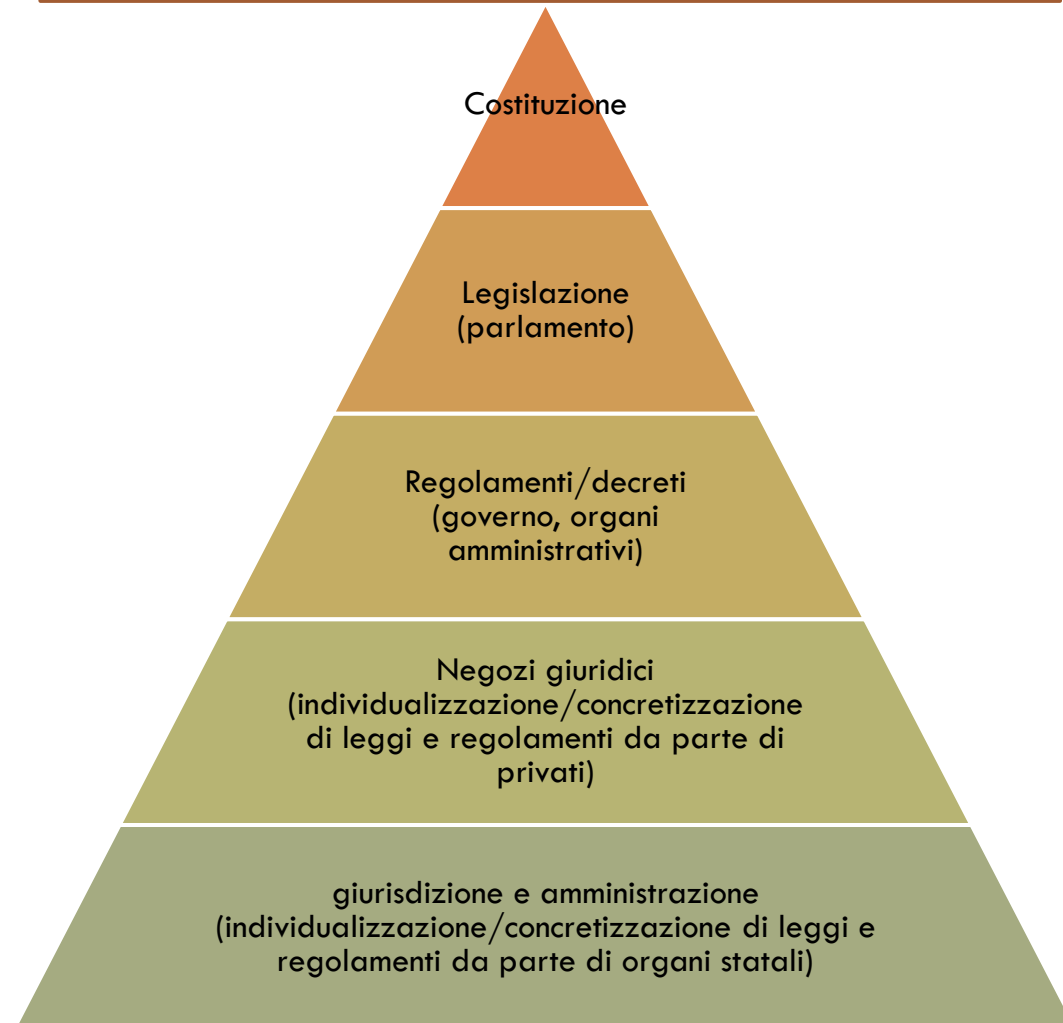 Costituzione
Legislazione
(parlamento)
Regolamenti/decreti
(governo, organi
amministrativi)
Negozi giuridici
(individualizzazione/concretizzazione
di leggi e regolamenti da parte di
privati)
giurisdizione e amministrazione
(individualizzazione/concretizzazione di leggi e
regolamenti da parte di organi statali)